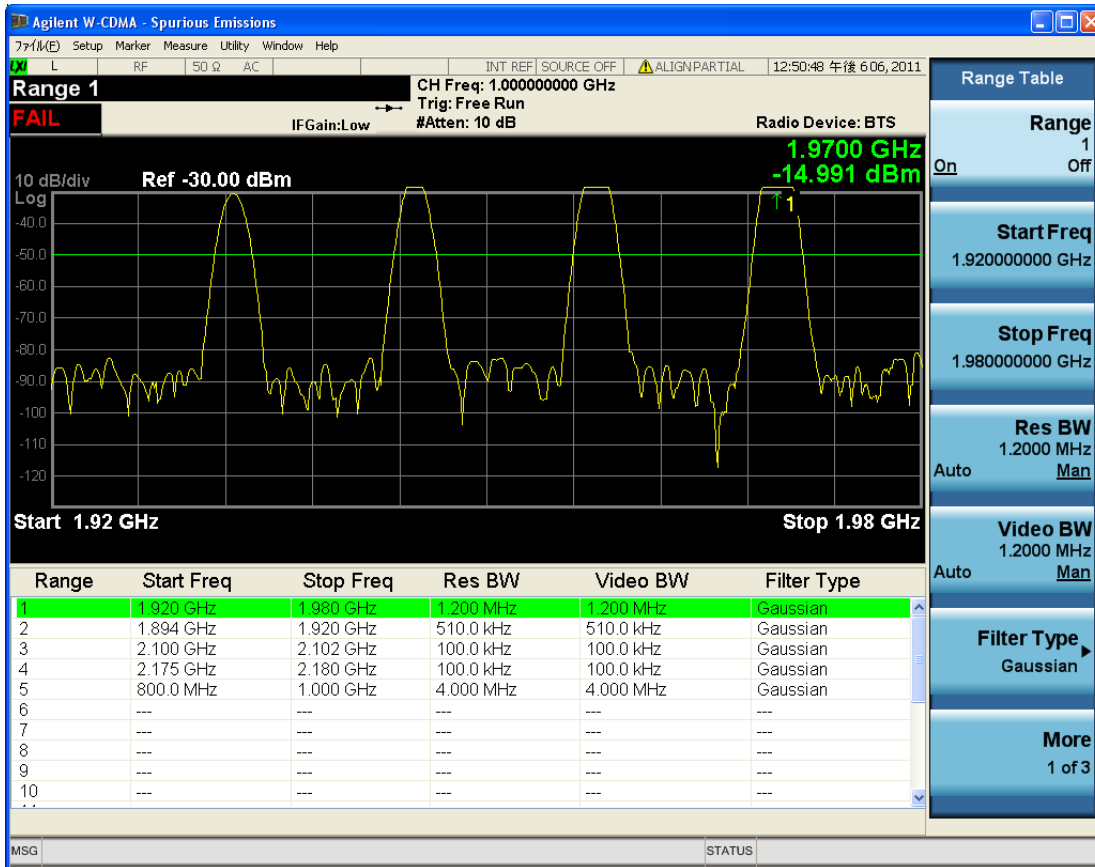 Agilent W-CDMA - Spurious Emissions
ファイル(F) Setup Marker Measure Utility Window Help
LXI L RF 50 Ω AC INT REF SOURCE OFF ALIGN PARTIAL 12:50:48 午後 6 06, 2011
Range 1
CH Freq: 1.000000000 GHz
Trig: Free Run
FAIL
IFGain:Low
#Atten: 10 dB
Radio Device: BTS
1.9700 GHz
-14.991 dBm
10 dB/div
Ref -30.00 dBm
Log
1
-40.0
-50.0
-60.0
-70.0
-80.0
-90.0
-100
-110
-120
Start 1.92 GHz
Stop 1.98 GHz
Range Start Freq Stop Freq Res BW Video BW Filter Type
1 1.920 GHz 1.980 GHz 1.200 MHz 1.200 MHz Gaussian
2 1.894 GHz 1.920 GHz 510.0 kHz 510.0 kHz Gaussian
3 2.100 GHz 2.102 GHz 100.0 kHz 100.0 kHz Gaussian
4 2.175 GHz 2.180 GHz 100.0 kHz 100.0 kHz Gaussian
5 800.0 MHz 1.000 GHz 4.000 MHz 4.000 MHz Gaussian
6 --- --- --- --- ---
7 --- --- --- --- ---
8 --- --- --- --- ---
9 --- --- --- --- ---
10 --- --- --- --- ---
MSG
STATUS
Range Table
Range
1
On Off
Start Freq
1.920000000 GHz
Stop Freq
1.980000000 GHz
Res BW
1.2000 MHz
Auto Man
Video BW
1.2000 MHz
Auto Man
Filter Type
Gaussian
More
1 of 3